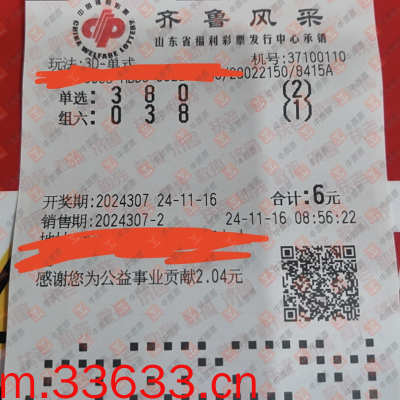 中国福利彩票
CHINA WELFARE LOTTERY
齐鲁风采
山东省福利彩票发行中心承销
玩法:3D-单式 机号:37100110
/20022150/8415A
单选: 3 8 0 (2)
组六: 0 3 8 (1)
开奖期:2024307 24-11-16 合计:6元
销售期:2024307-2 24-11-16 08:56:22
感谢您为公益事业贡献2.04元
m.33633.cn